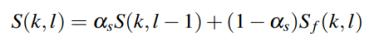 S(k,l) = α_s S(k,l−1) + (1−α_s) S_f(k,l)